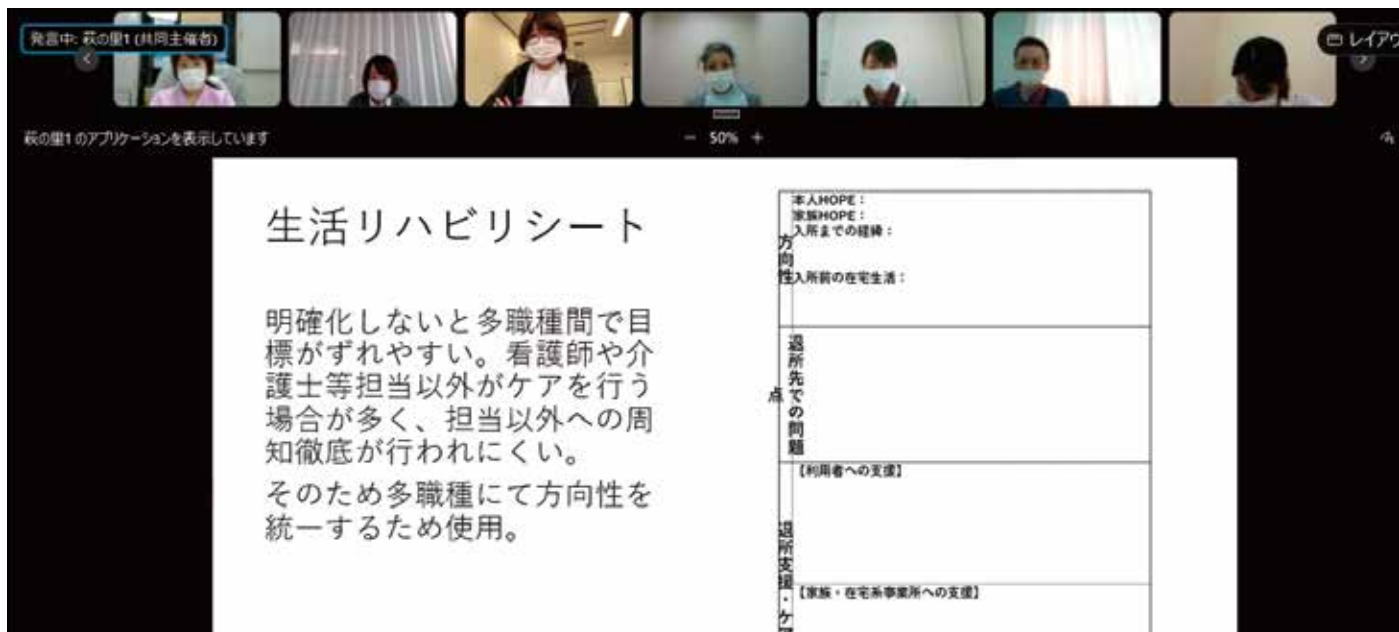 発言中: 萩の里1 (共同主催者)
レイアウ
萩の里1 のアプリケーションを表示しています
− 50% +
生活リハビリシート
明確化しないと多職種間で目
標がずれやすい。看護師や介
護士等担当以外がケアを行う
場合が多く、担当以外への周
知徹底が行われにくい。
そのため多職種にて方向性を
統一するため使用。
方向性
本人HOPE：
家族HOPE：
入所までの経緯：
入所前の在宅生活：
退所先での問題
点
【利用者への支援】
退所支援・ケア
【家族・在宅系事業所への支援】